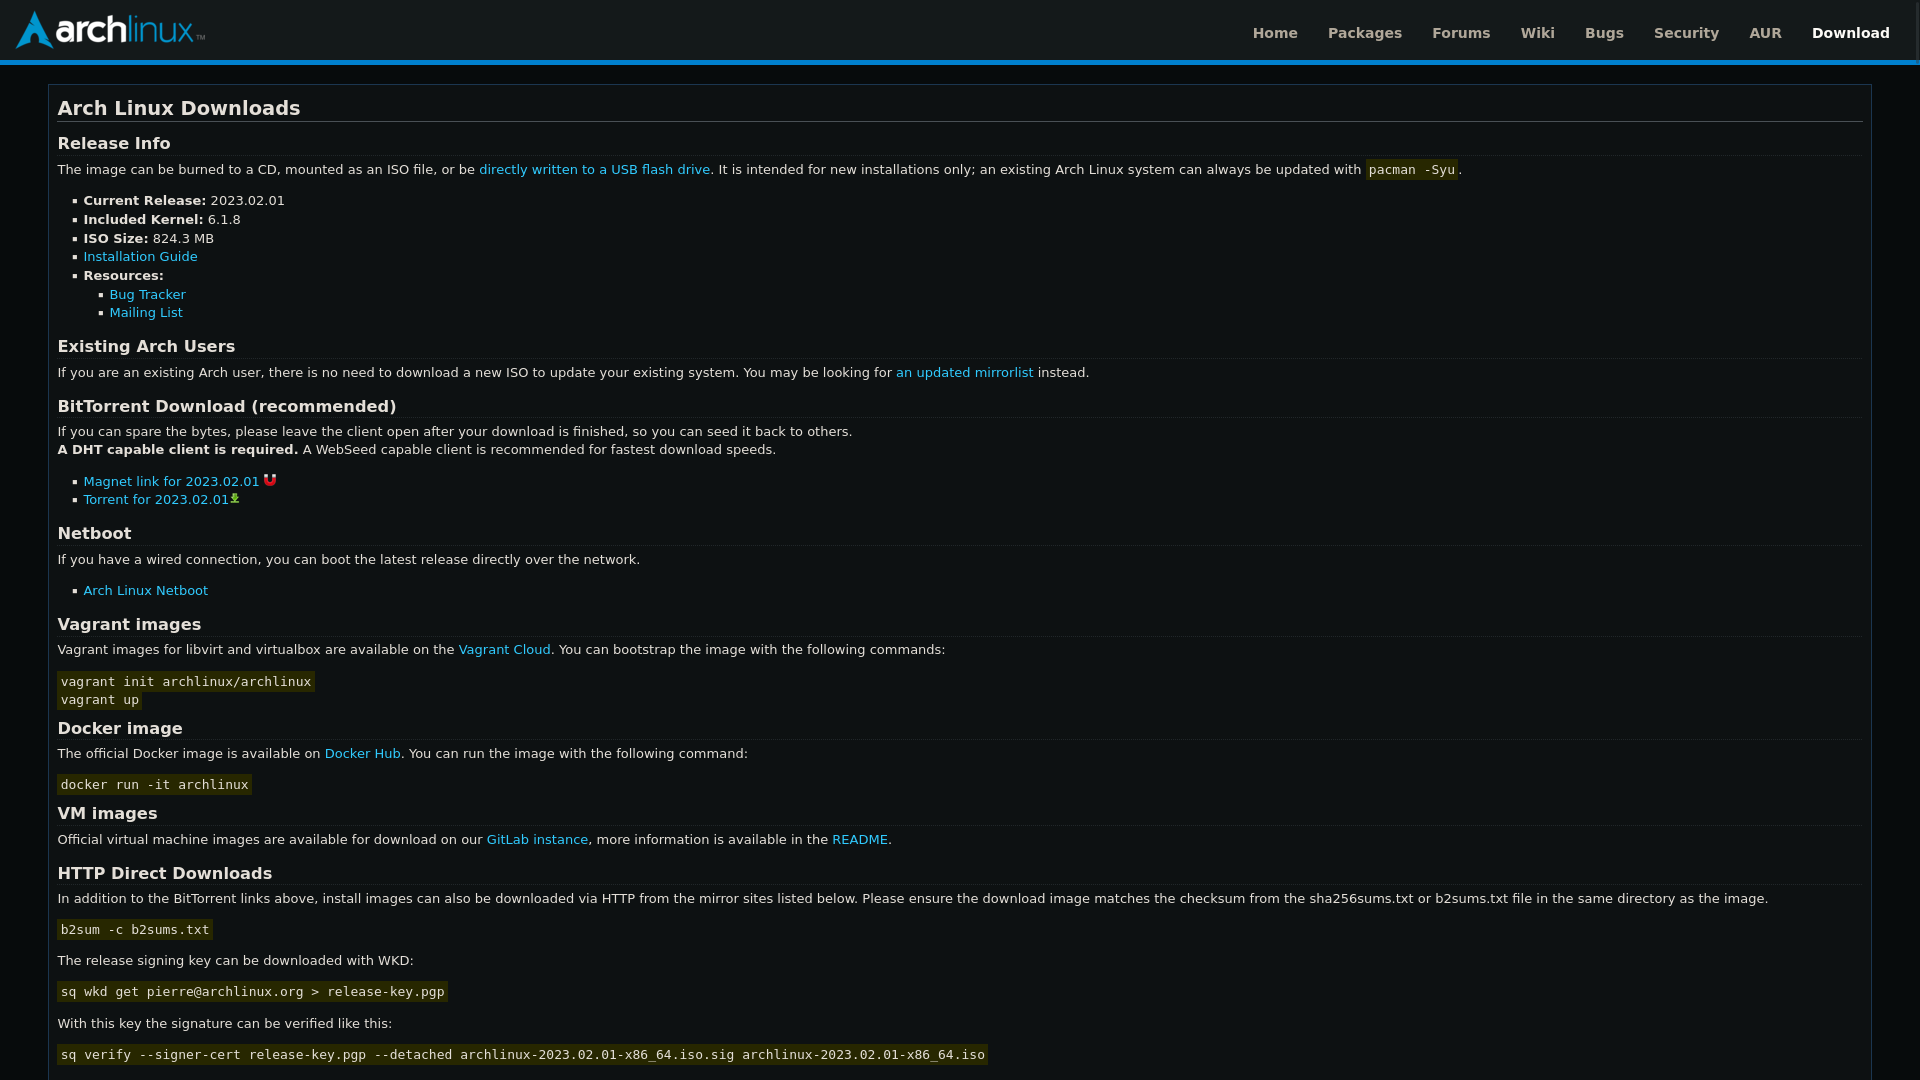 archlinux™
Home Packages Forums Wiki Bugs Security AUR Download
Arch Linux Downloads
Release Info
The image can be burned to a CD, mounted as an ISO file, or be directly written to a USB flash drive. It is intended for new installations only; an existing Arch Linux system can always be updated with pacman -Syu.
▪ Current Release: 2023.02.01
▪ Included Kernel: 6.1.8
▪ ISO Size: 824.3 MB
▪ Installation Guide
▪ Resources:
▪ Bug Tracker
▪ Mailing List
Existing Arch Users
If you are an existing Arch user, there is no need to download a new ISO to update your existing system. You may be looking for an updated mirrorlist instead.
BitTorrent Download (recommended)
If you can spare the bytes, please leave the client open after your download is finished, so you can seed it back to others.
A DHT capable client is required. A WebSeed capable client is recommended for fastest download speeds.
▪ Magnet link for 2023.02.01
▪ Torrent for 2023.02.01
Netboot
If you have a wired connection, you can boot the latest release directly over the network.
▪ Arch Linux Netboot
Vagrant images
Vagrant images for libvirt and virtualbox are available on the Vagrant Cloud. You can bootstrap the image with the following commands:
vagrant init archlinux/archlinux
vagrant up
Docker image
The official Docker image is available on Docker Hub. You can run the image with the following command:
docker run -it archlinux
VM images
Official virtual machine images are available for download on our GitLab instance, more information is available in the README.
HTTP Direct Downloads
In addition to the BitTorrent links above, install images can also be downloaded via HTTP from the mirror sites listed below. Please ensure the download image matches the checksum from the sha256sums.txt or b2sums.txt file in the same directory as the image.
b2sum -c b2sums.txt
The release signing key can be downloaded with WKD:
sq wkd get pierre@archlinux.org > release-key.pgp
With this key the signature can be verified like this:
sq verify --signer-cert release-key.pgp --detached archlinux-2023.02.01-x86_64.iso.sig archlinux-2023.02.01-x86_64.iso